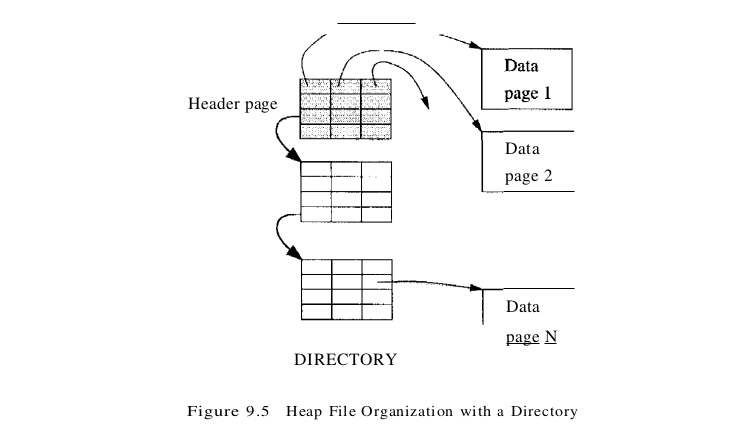 Data
page 1
Header page
Data
page 2
Data
page N
DIRECTORY
Figure 9.5 Heap File Organization with a Directory